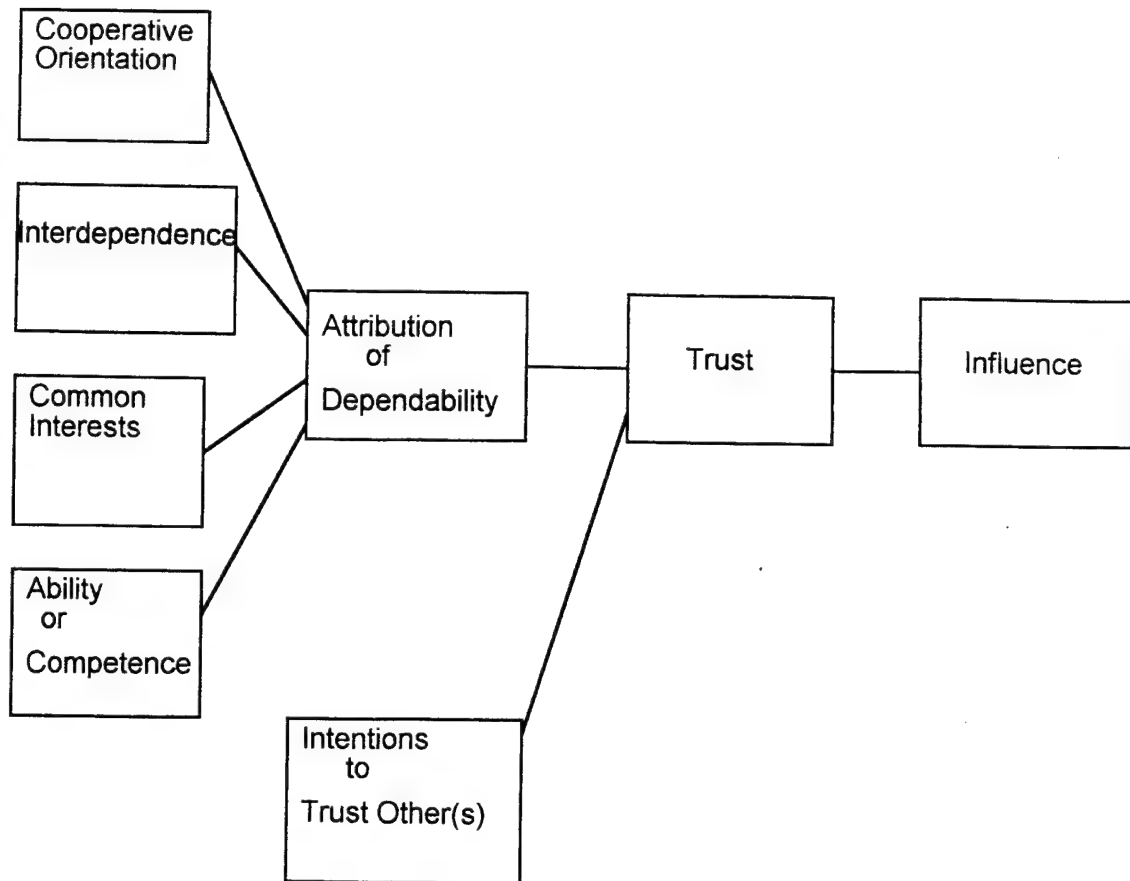 Cooperative
Orientation
Interdependence
Common
Interests
Ability
or
Competence
Attribution
of
Dependability
Intentions
to
Trust Other(s)
Trust
Influence